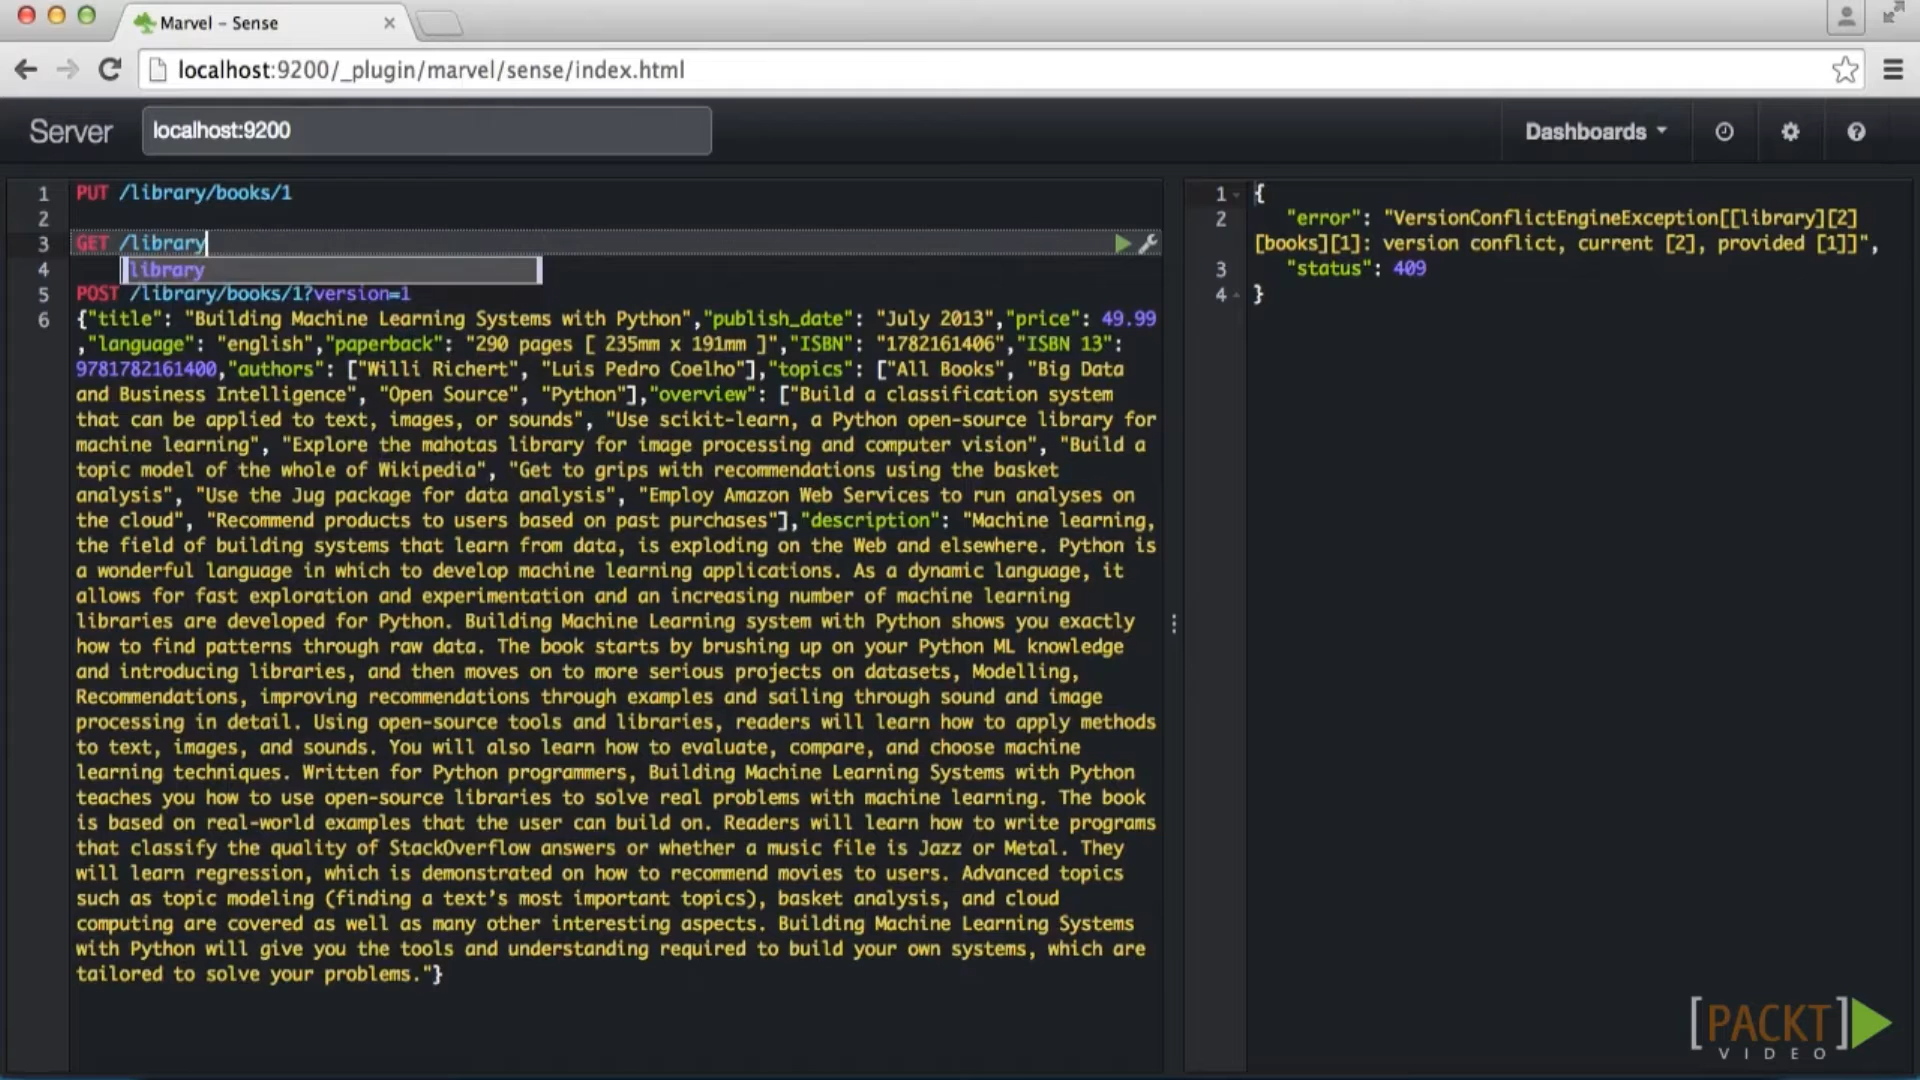 Marvel – Sense
localhost:9200/_plugin/marvel/sense/index.html
Server localhost:9200 Dashboards
1 PUT /library/books/1
2
3 GET /library
4 library
5 POST /library/books/1?version=1
6 {"title": "Building Machine Learning Systems with Python","publish_date": "July 2013","price": 49.99
,"language": "english","paperback": "290 pages [ 235mm x 191mm ]","ISBN": "1782161406","ISBN 13":
9781782161400,"authors": ["Willi Richert", "Luis Pedro Coelho"],"topics": ["All Books", "Big Data
and Business Intelligence", "Open Source", "Python"],"overview": ["Build a classification system
that can be applied to text, images, or sounds", "Use scikit-learn, a Python open-source library for
machine learning", "Explore the mahotas library for image processing and computer vision", "Build a
topic model of the whole of Wikipedia", "Get to grips with recommendations using the basket
analysis", "Use the Jug package for data analysis", "Employ Amazon Web Services to run analyses on
the cloud", "Recommend products to users based on past purchases"],"description": "Machine learning,
the field of building systems that learn from data, is exploding on the Web and elsewhere. Python is
a wonderful language in which to develop machine learning applications. As a dynamic language, it
allows for fast exploration and experimentation and an increasing number of machine learning
libraries are developed for Python. Building Machine Learning system with Python shows you exactly
how to find patterns through raw data. The book starts by brushing up on your Python ML knowledge
and introducing libraries, and then moves on to more serious projects on datasets, Modelling,
Recommendations, improving recommendations through examples and sailing through sound and image
processing in detail. Using open-source tools and libraries, readers will learn how to apply methods
to text, images, and sounds. You will also learn how to evaluate, compare, and choose machine
learning techniques. Written for Python programmers, Building Machine Learning Systems with Python
teaches you how to use open-source libraries to solve real problems with machine learning. The book
is based on real-world examples that the user can build on. Readers will learn how to write programs
that classify the quality of StackOverflow answers or whether a music file is Jazz or Metal. They
will learn regression, which is demonstrated on how to recommend movies to users. Advanced topics
such as topic modeling (finding a text's most important topics), basket analysis, and cloud
computing are covered as well as many other interesting aspects. Building Machine Learning Systems
with Python will give you the tools and understanding required to build your own systems, which are
tailored to solve your problems."}
1 {
2 "error": "VersionConflictEngineException[[library][2]
[books][1]: version conflict, current [2], provided [1]]",
3 "status": 409
4 }
[PACKT]
VIDEO